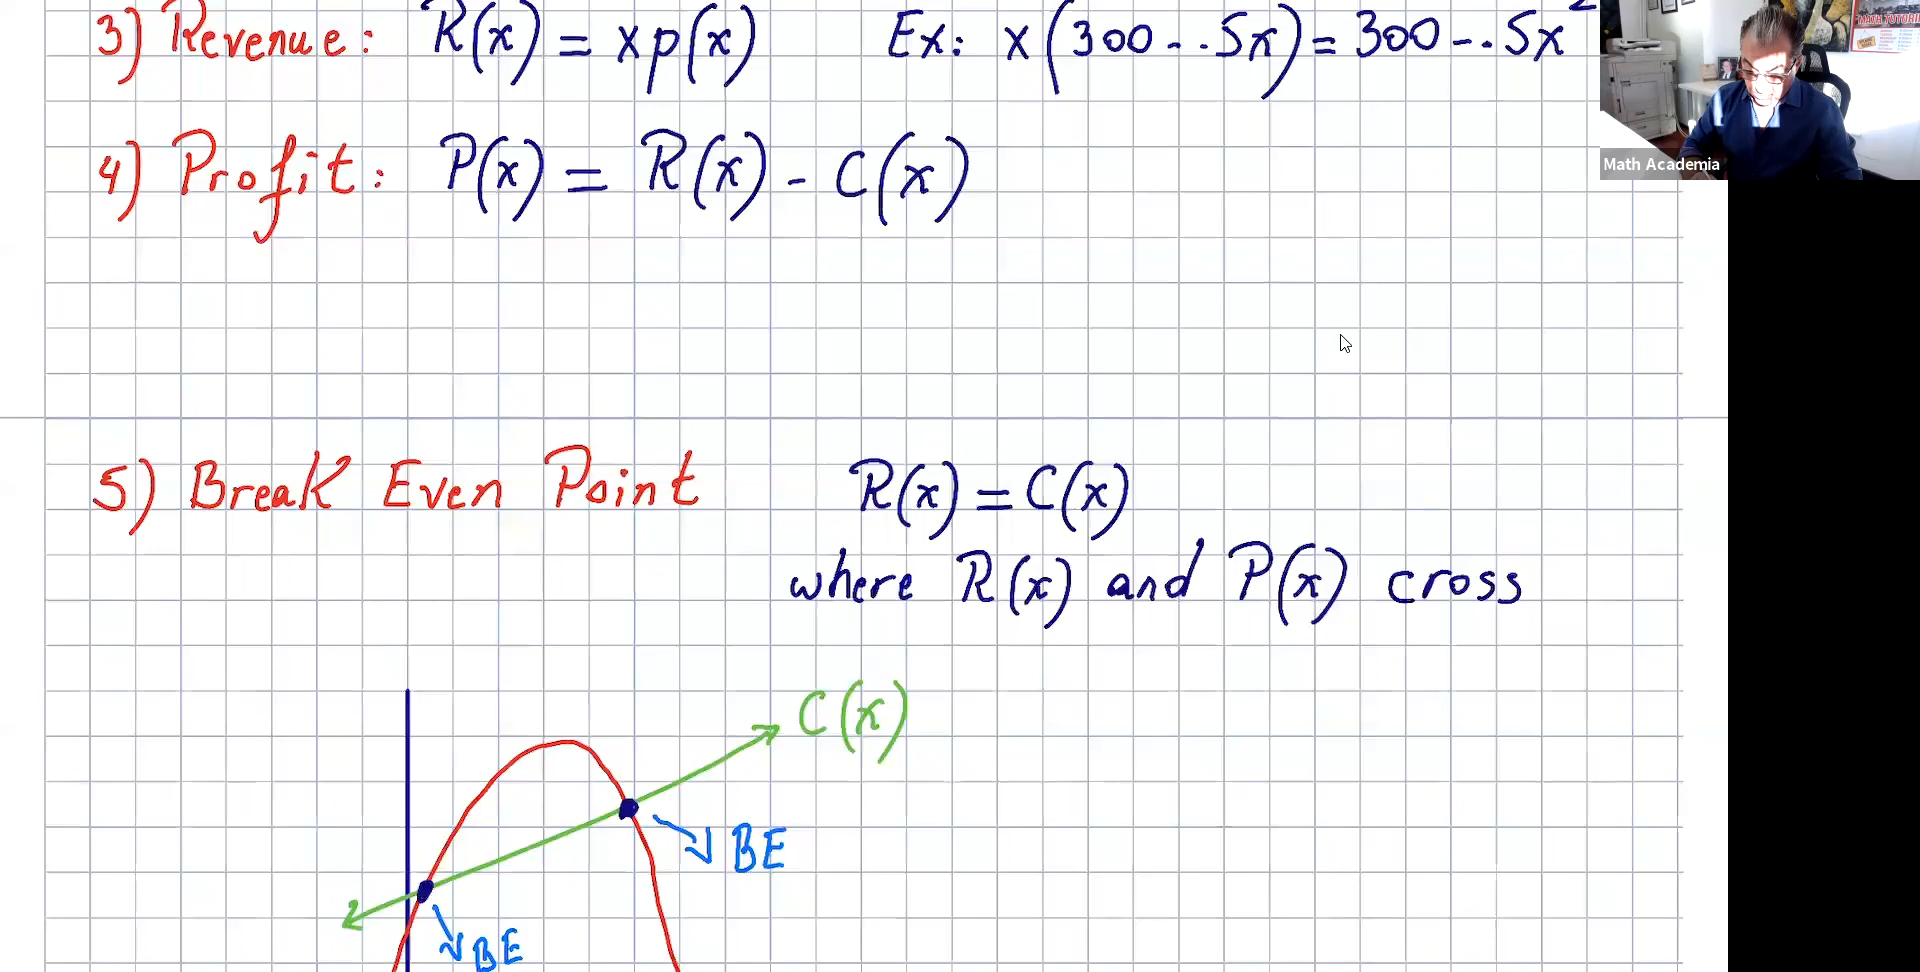 3) Revenue: R(x) = xp(x) Ex: x(300-.5x)= 300-.5x²
4) Profit: P(x) = R(x) - C(x)
Math Academia
5) Break Even Point R(x) = C(x)
where R(x) and P(x) cross
C(x)
BE
BE